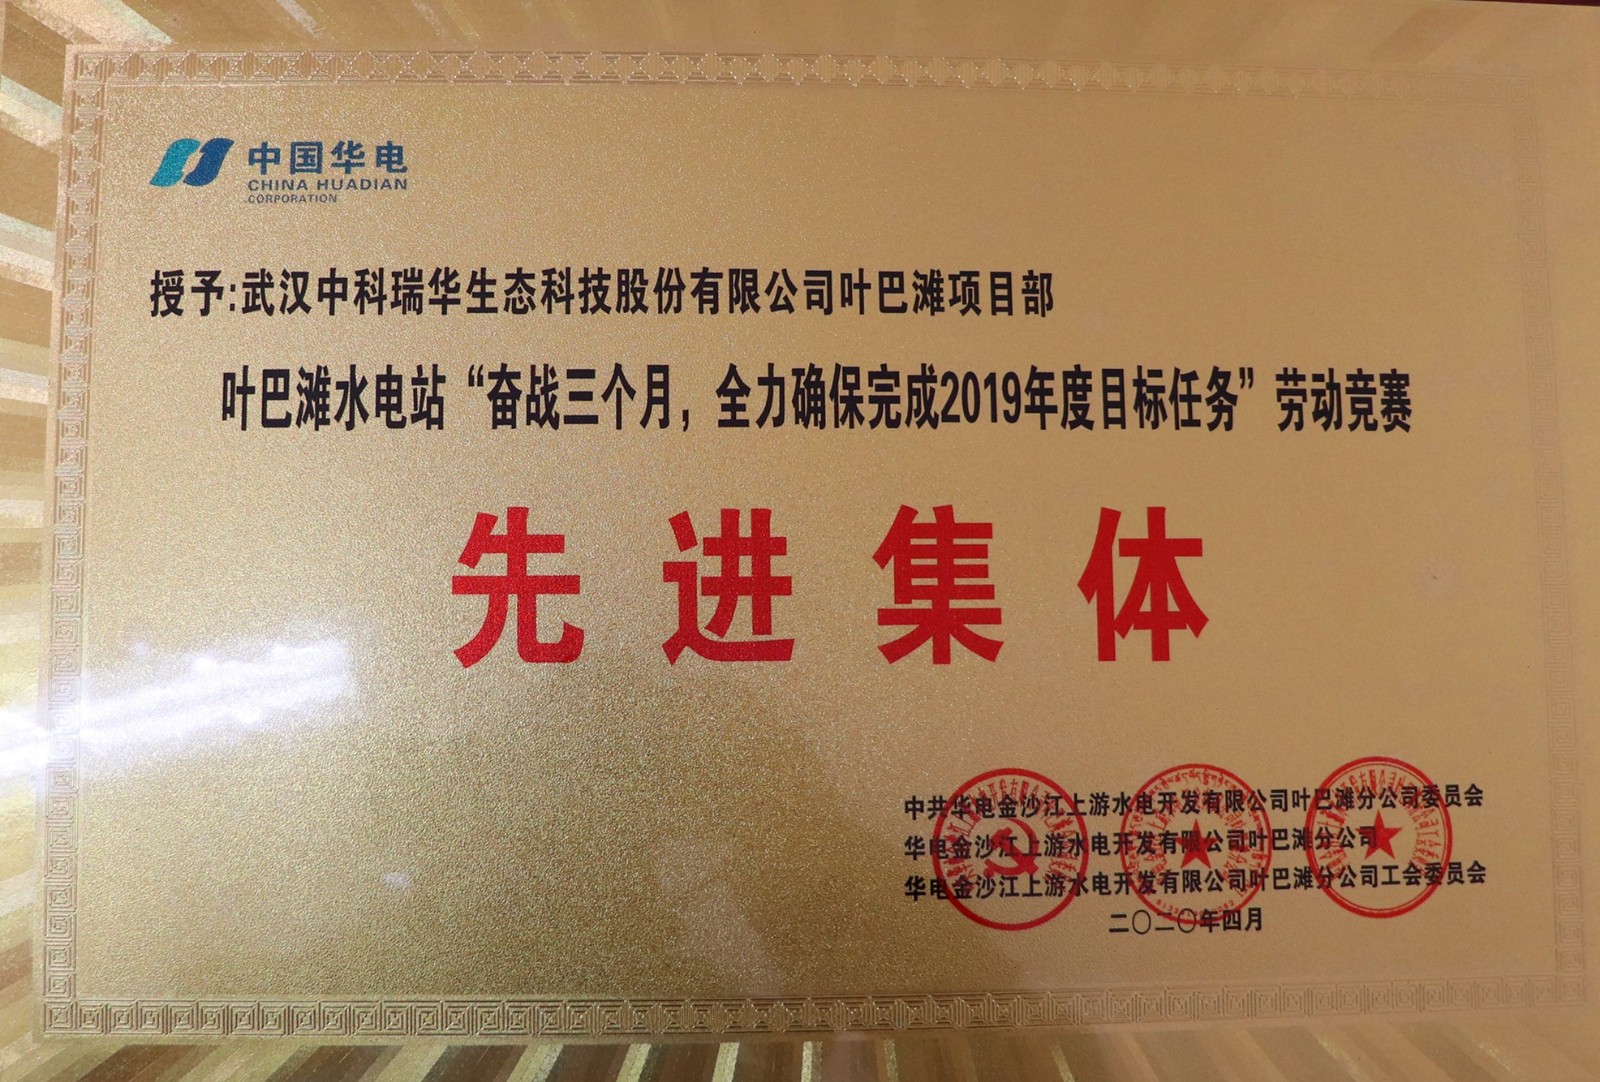 中国华电
CHINA HUADIAN
CORPORATION
授予:武汉中科瑞华生态科技股份有限公司叶巴滩项目部
叶巴滩水电站“奋战三个月，全力确保完成2019年度目标任务”劳动竞赛
先进集体
中共华电金沙江上游水电开发有限公司叶巴滩分公司委员会
华电金沙江上游水电开发有限公司叶巴滩分公司
华电金沙江上游水电开发有限公司叶巴滩分公司工会委员会
二〇二〇年四月